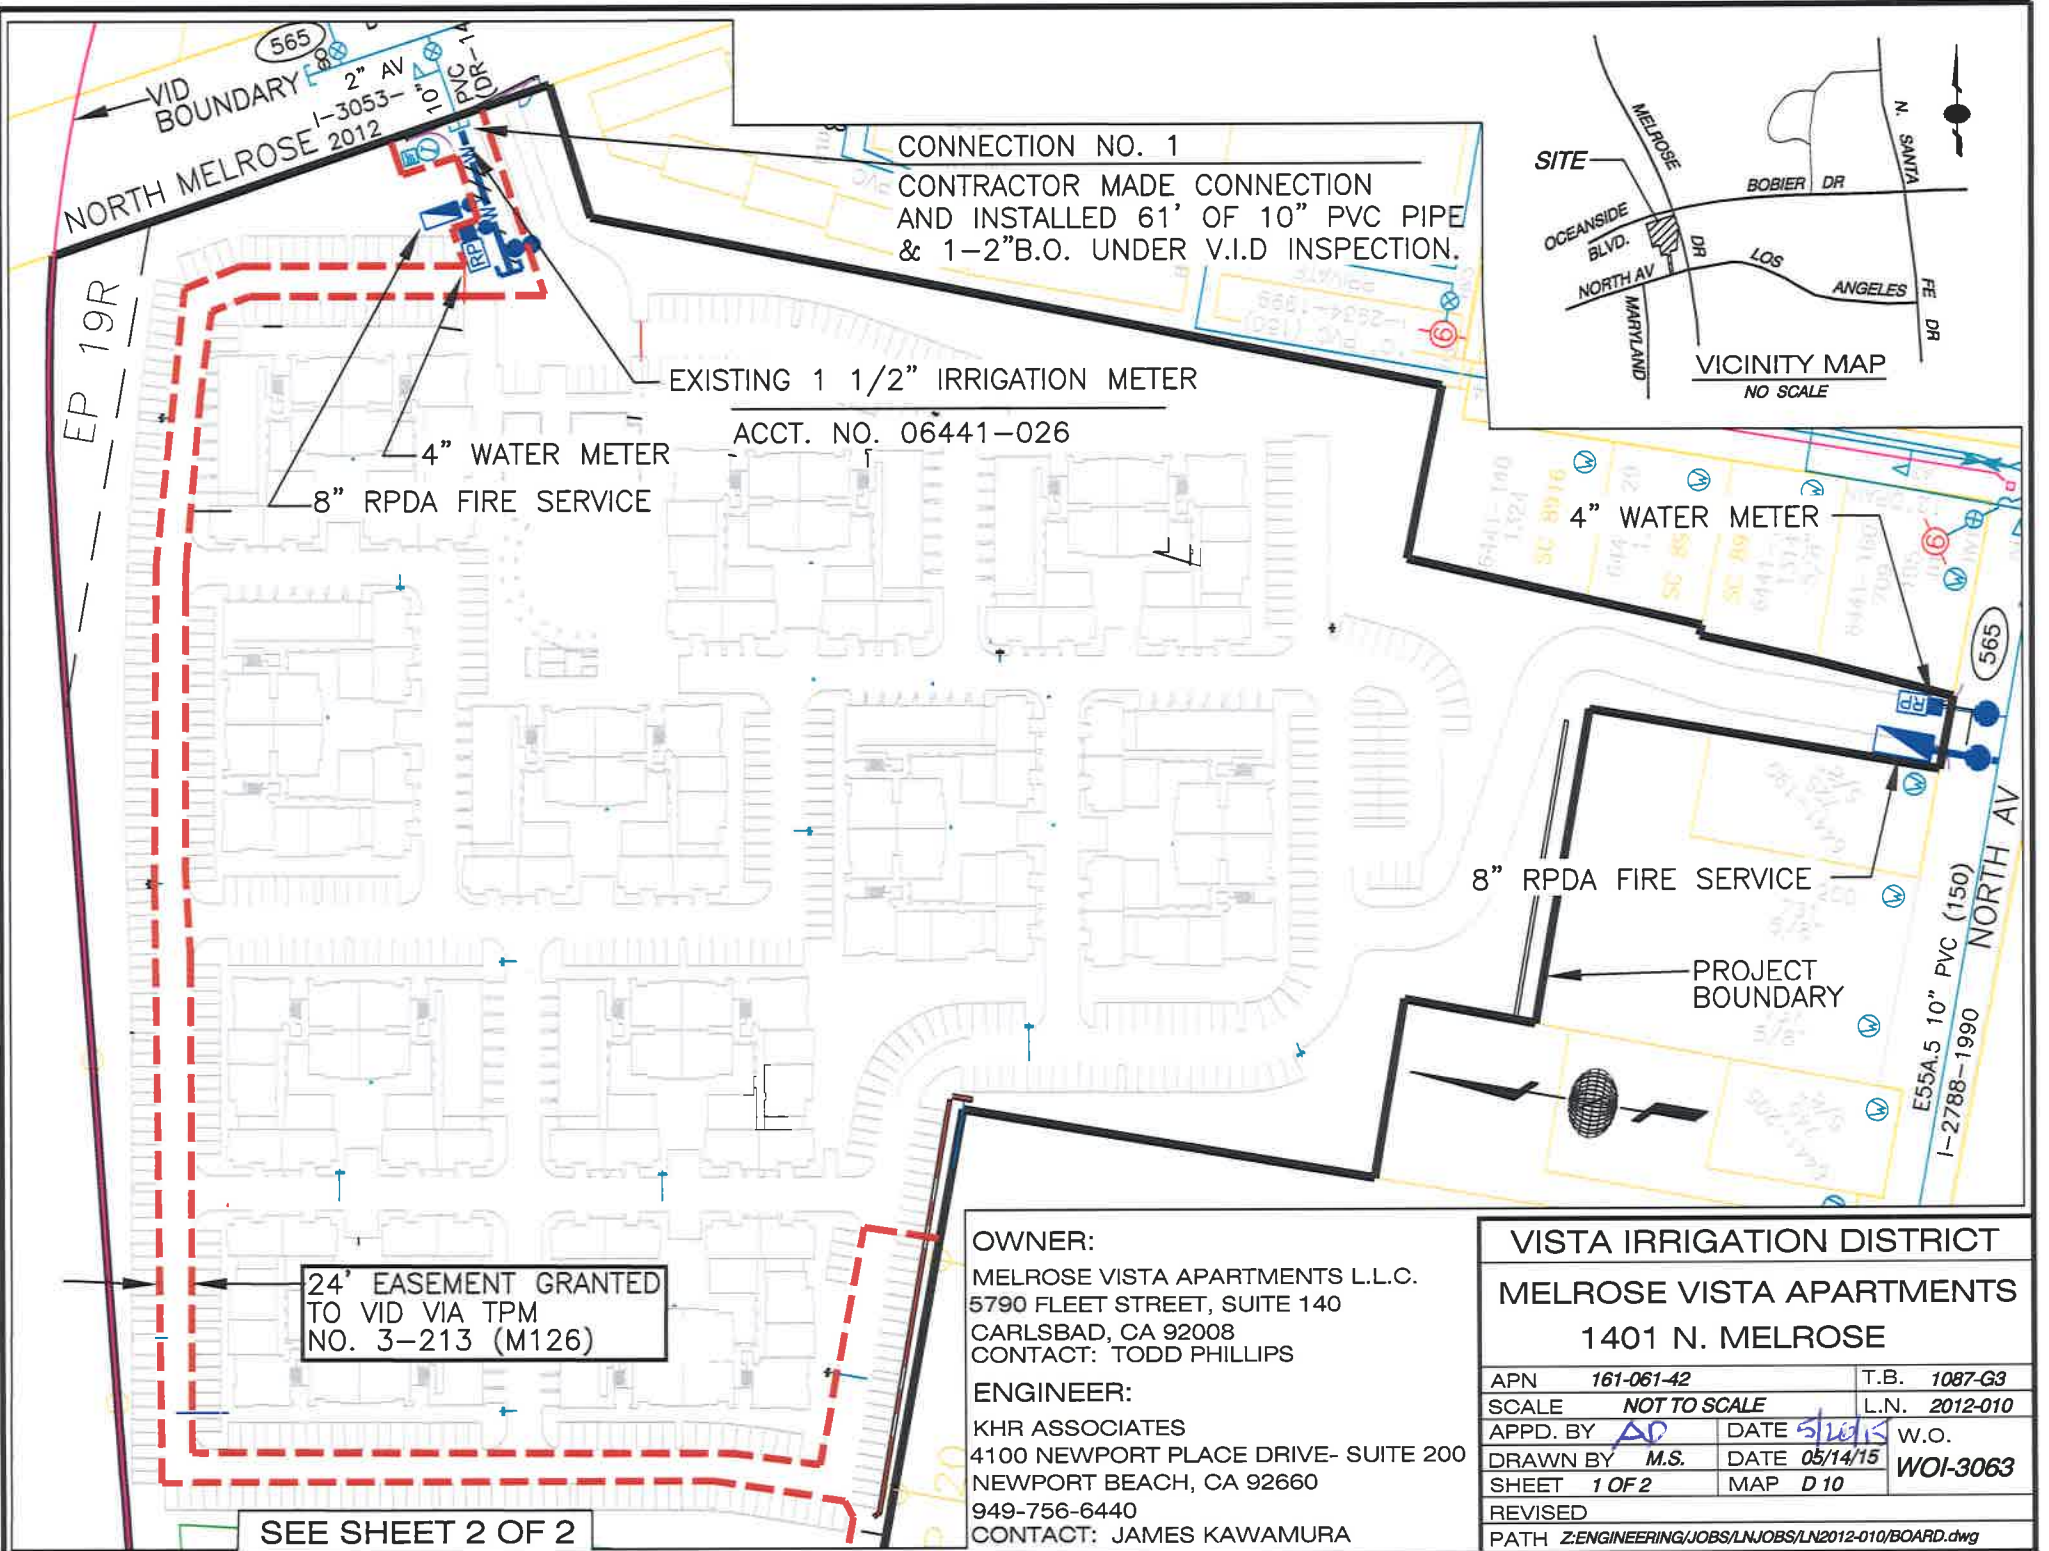 565
VID
BOUNDARY
2" AV
I-3053-
2012
10"
PVC
(DR-14
NORTH MELROSE
EP 19R
CONNECTION NO. 1
CONTRACTOR MADE CONNECTION
AND INSTALLED 61' OF 10" PVC PIPE
& 1-2"B.O. UNDER V.I.D INSPECTION.
RP
EXISTING 1 1/2" IRRIGATION METER
ACCT. NO. 06441-026
4" WATER METER
8" RPDA FIRE SERVICE
SITE
MELROSE
DR
BOBIER DR
N. SANTA
FE DR
OCEANSIDE
BLVD.
NORTH AV
LOS
ANGELES
MARYLAND
VICINITY MAP
NO SCALE
4" WATER METER
565
RP
8" RPDA FIRE SERVICE
PROJECT
BOUNDARY
NORTH AV
E55A.5 10" PVC (150)
I-2788-1990
24' EASEMENT GRANTED
TO VID VIA TPM
NO. 3-213 (M126)
SEE SHEET 2 OF 2
OWNER:
MELROSE VISTA APARTMENTS L.L.C.
5790 FLEET STREET, SUITE 140
CARLSBAD, CA 92008
CONTACT: TODD PHILLIPS
ENGINEER:
KHR ASSOCIATES
4100 NEWPORT PLACE DRIVE- SUITE 200
NEWPORT BEACH, CA 92660
949-756-6440
CONTACT: JAMES KAWAMURA
VISTA IRRIGATION DISTRICT
MELROSE VISTA APARTMENTS
1401 N. MELROSE
APN 161-061-42 T.B. 1087-G3
SCALE NOT TO SCALE L.N. 2012-010
APPD. BY AD DATE
DRAWN BY M.S. DATE 05/14/15
W.O.
WOI-3063
SHEET 1 OF 2 MAP D 10
REVISED
PATH Z:ENGINEERING/JOBS/LNJOBS/LN2012-010/BOARD.dwg